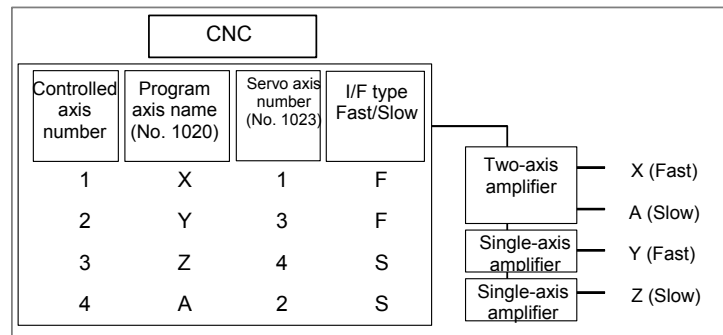 CNC
Controlled
axis
number
Program
axis name
(No. 1020)
Servo axis
number
(No. 1023)
I/F type
Fast/Slow
1 X 1 F
2 Y 3 F
3 Z 4 S
4 A 2 S
Two-axis
amplifier
X (Fast)
A (Slow)
Single-axis
amplifier
Y (Fast)
Single-axis
amplifier
Z (Slow)